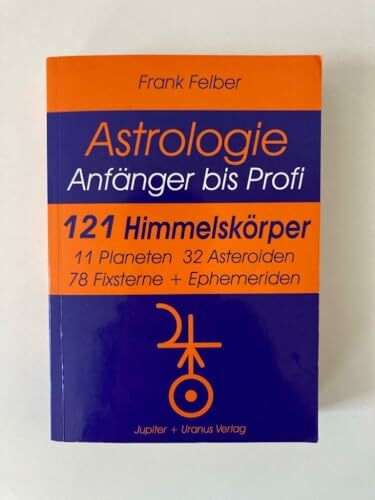 Frank Felber
Astrologie
Anfänger bis Profi
121 Himmelskörper
11 Planeten 32 Asteroiden
78 Fixsterne + Ephemeriden
Jupiter + Uranus Verlag